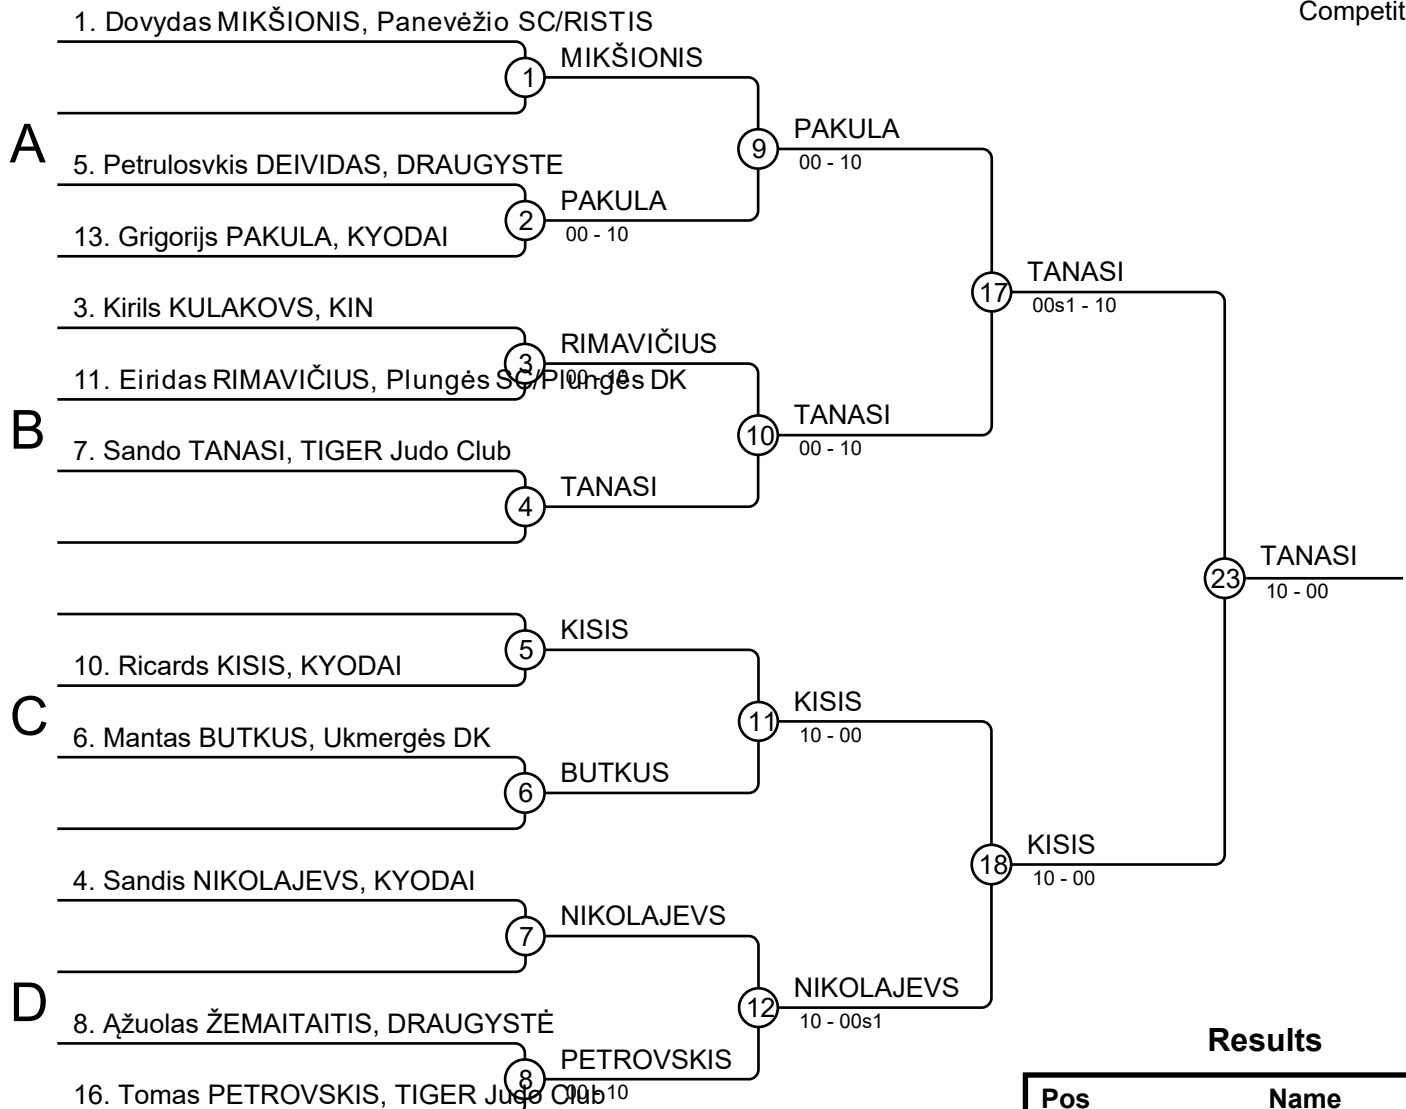 Competit
1. Dovydas MIKŠIONIS, Panevėžio SC/RISTIS
MIKŠIONIS
1
A
PAKULA
9
00 - 10
5. Petrulosvkis DEIVIDAS, DRAUGYSTE
PAKULA
2
00 - 10
13. Grigorijs PAKULA, KYODAI
TANASI
17
00s1 - 10
3. Kirils KULAKOVS, KIN
RIMAVIČIUS
3
00 - 10
11. Eiridas RIMAVIČIUS, Plungės SC/Plungės DK
B
TANASI
10
00 - 10
7. Sando TANASI, TIGER Judo Club
TANASI
4
TANASI
23
10 - 00
KISIS
5
10. Ricards KISIS, KYODAI
C
KISIS
11
10 - 00
6. Mantas BUTKUS, Ukmergės DK
BUTKUS
6
KISIS
18
10 - 00
4. Sandis NIKOLAJEVS, KYODAI
NIKOLAJEVS
7
D
NIKOLAJEVS
12
10 - 00s1
8. Ąžuolas ŽEMAITAITIS, DRAUGYSTĖ
PETROVSKIS
8
00 - 10
16. Tomas PETROVSKIS, TIGER Judo Club
Results
Pos Name